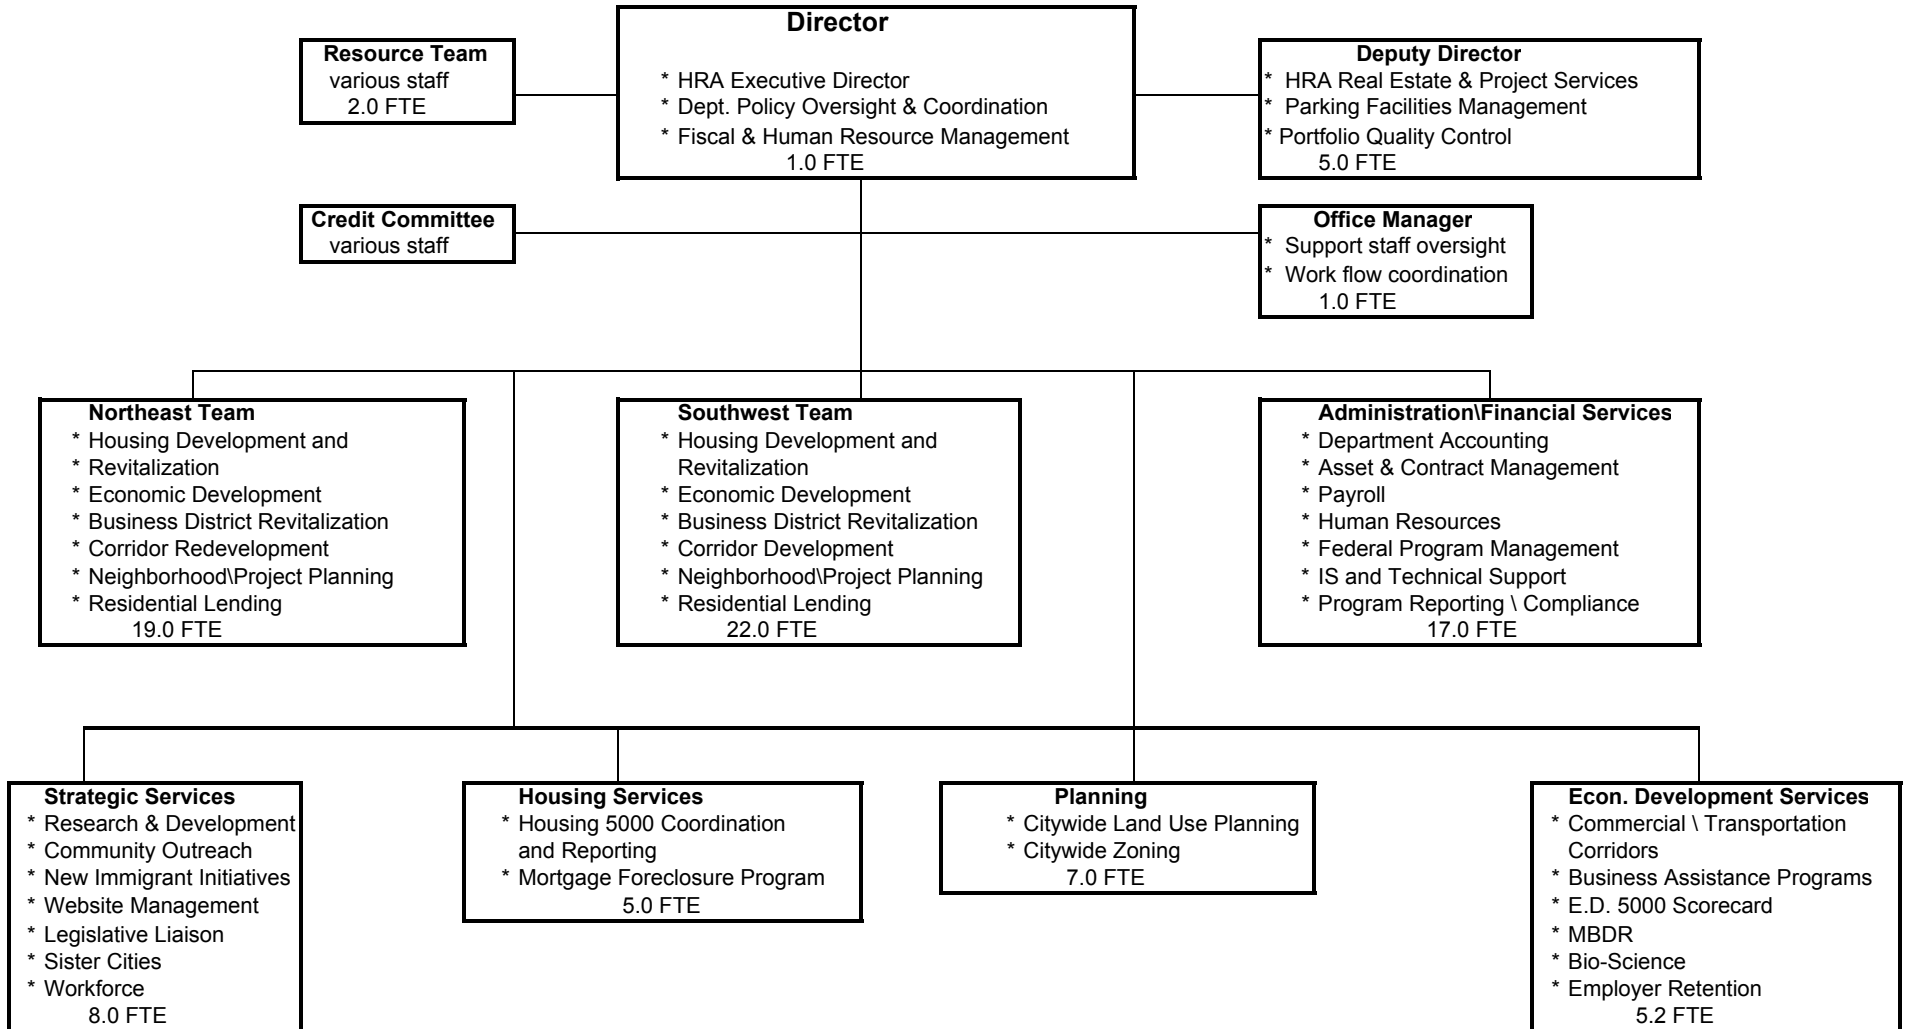 Director
* HRA Executive Director
* Dept. Policy Oversight & Coordination
* Fiscal & Human Resource Management
1.0 FTE
Resource Team
various staff
2.0 FTE
Deputy Director
* HRA Real Estate & Project Services
* Parking Facilities Management
* Portfolio Quality Control
5.0 FTE
Credit Committee
various staff
Office Manager
* Support staff oversight
* Work flow coordination
1.0 FTE
Northeast Team
* Housing Development and
* Revitalization
* Economic Development
* Business District Revitalization
* Corridor Redevelopment
* Neighborhood\Project Planning
* Residential Lending
19.0 FTE
Southwest Team
* Housing Development and
Revitalization
* Economic Development
* Business District Revitalization
* Corridor Development
* Neighborhood\Project Planning
* Residential Lending
22.0 FTE
Administration\Financial Services
* Department Accounting
* Asset & Contract Management
* Payroll
* Human Resources
* Federal Program Management
* IS and Technical Support
* Program Reporting \ Compliance
17.0 FTE
Strategic Services
* Research & Development
* Community Outreach
* New Immigrant Initiatives
* Website Management
* Legislative Liaison
* Sister Cities
* Workforce
8.0 FTE
Housing Services
* Housing 5000 Coordination
and Reporting
* Mortgage Foreclosure Program
5.0 FTE
Planning
* Citywide Land Use Planning
* Citywide Zoning
7.0 FTE
Econ. Development Services
* Commercial \ Transportation
Corridors
* Business Assistance Programs
* E.D. 5000 Scorecard
* MBDR
* Bio-Science
* Employer Retention
5.2 FTE